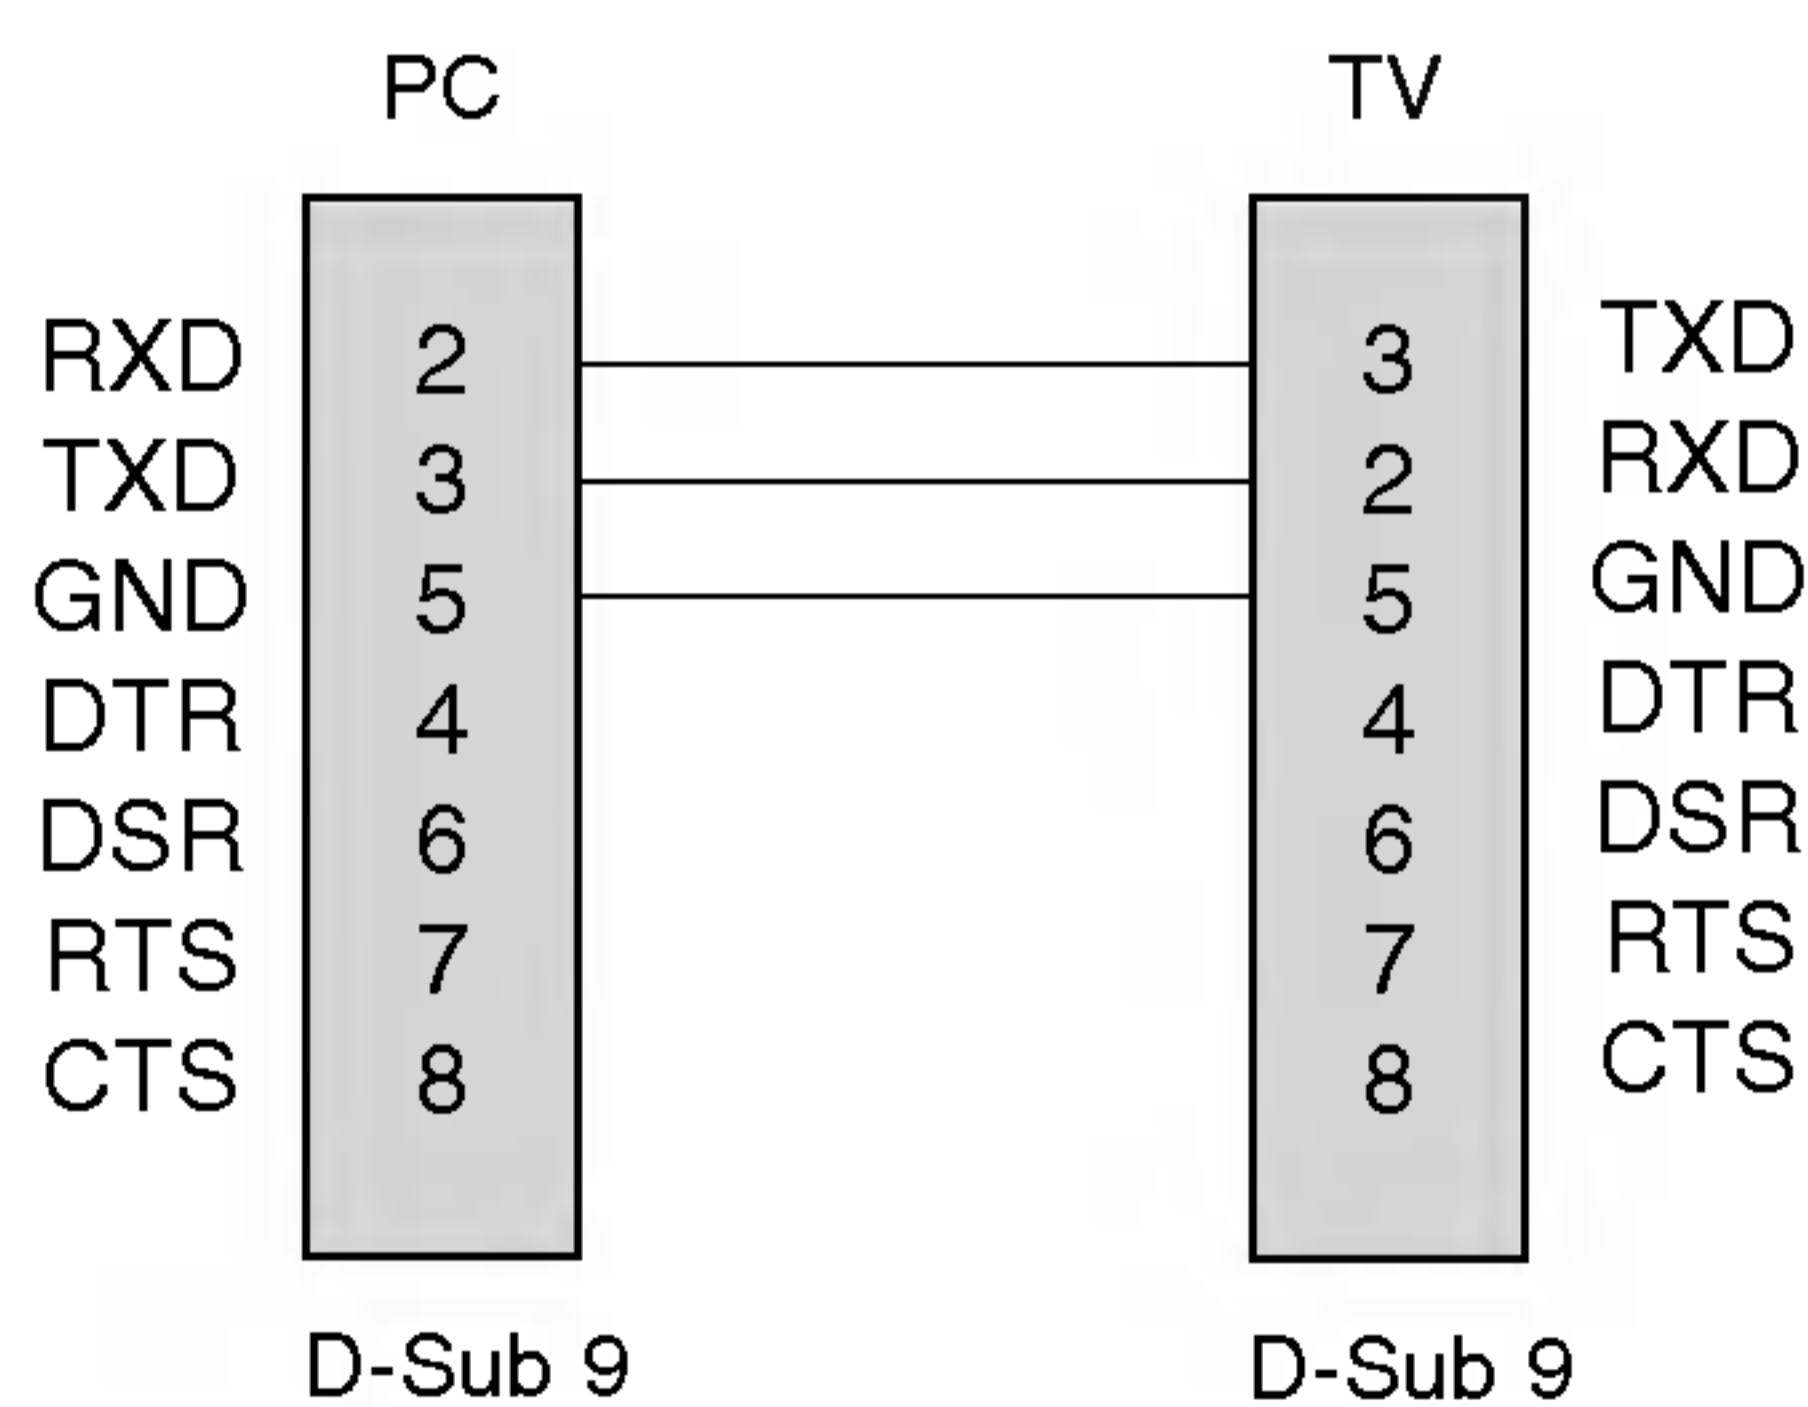 PC TV
RXD 2 3 TXD
TXD 3 2 RXD
GND 5 5 GND
DTR 4 4 DTR
DSR 6 6 DSR
RTS 7 7 RTS
CTS 8 8 CTS
D-Sub 9 D-Sub 9